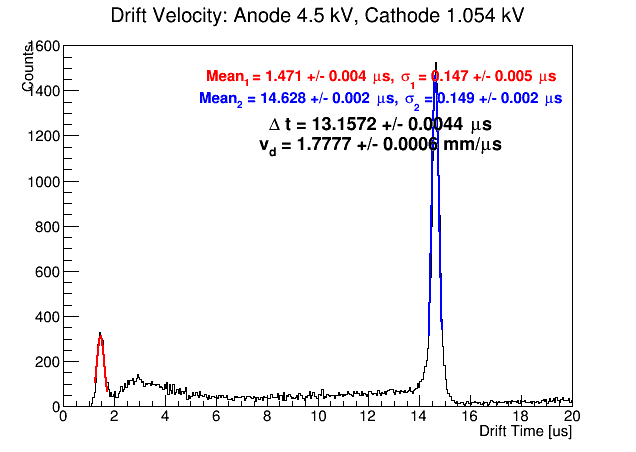 Drift Velocity: Anode 4.5 kV, Cathode 1.054 kV
Counts
1600
1400
1200
1000
800
600
400
200
0
Mean₁ = 1.471 +/- 0.004 μs, σ₁ = 0.147 +/- 0.005 μs
Mean₂ = 14.628 +/- 0.002 μs, σ₂ = 0.149 +/- 0.002 μs
Δ t = 13.1572 +/- 0.0044 μs
v_d = 1.7777 +/- 0.0006 mm/μs
0 2 4 6 8 10 12 14 16 18 20
Drift Time [us]